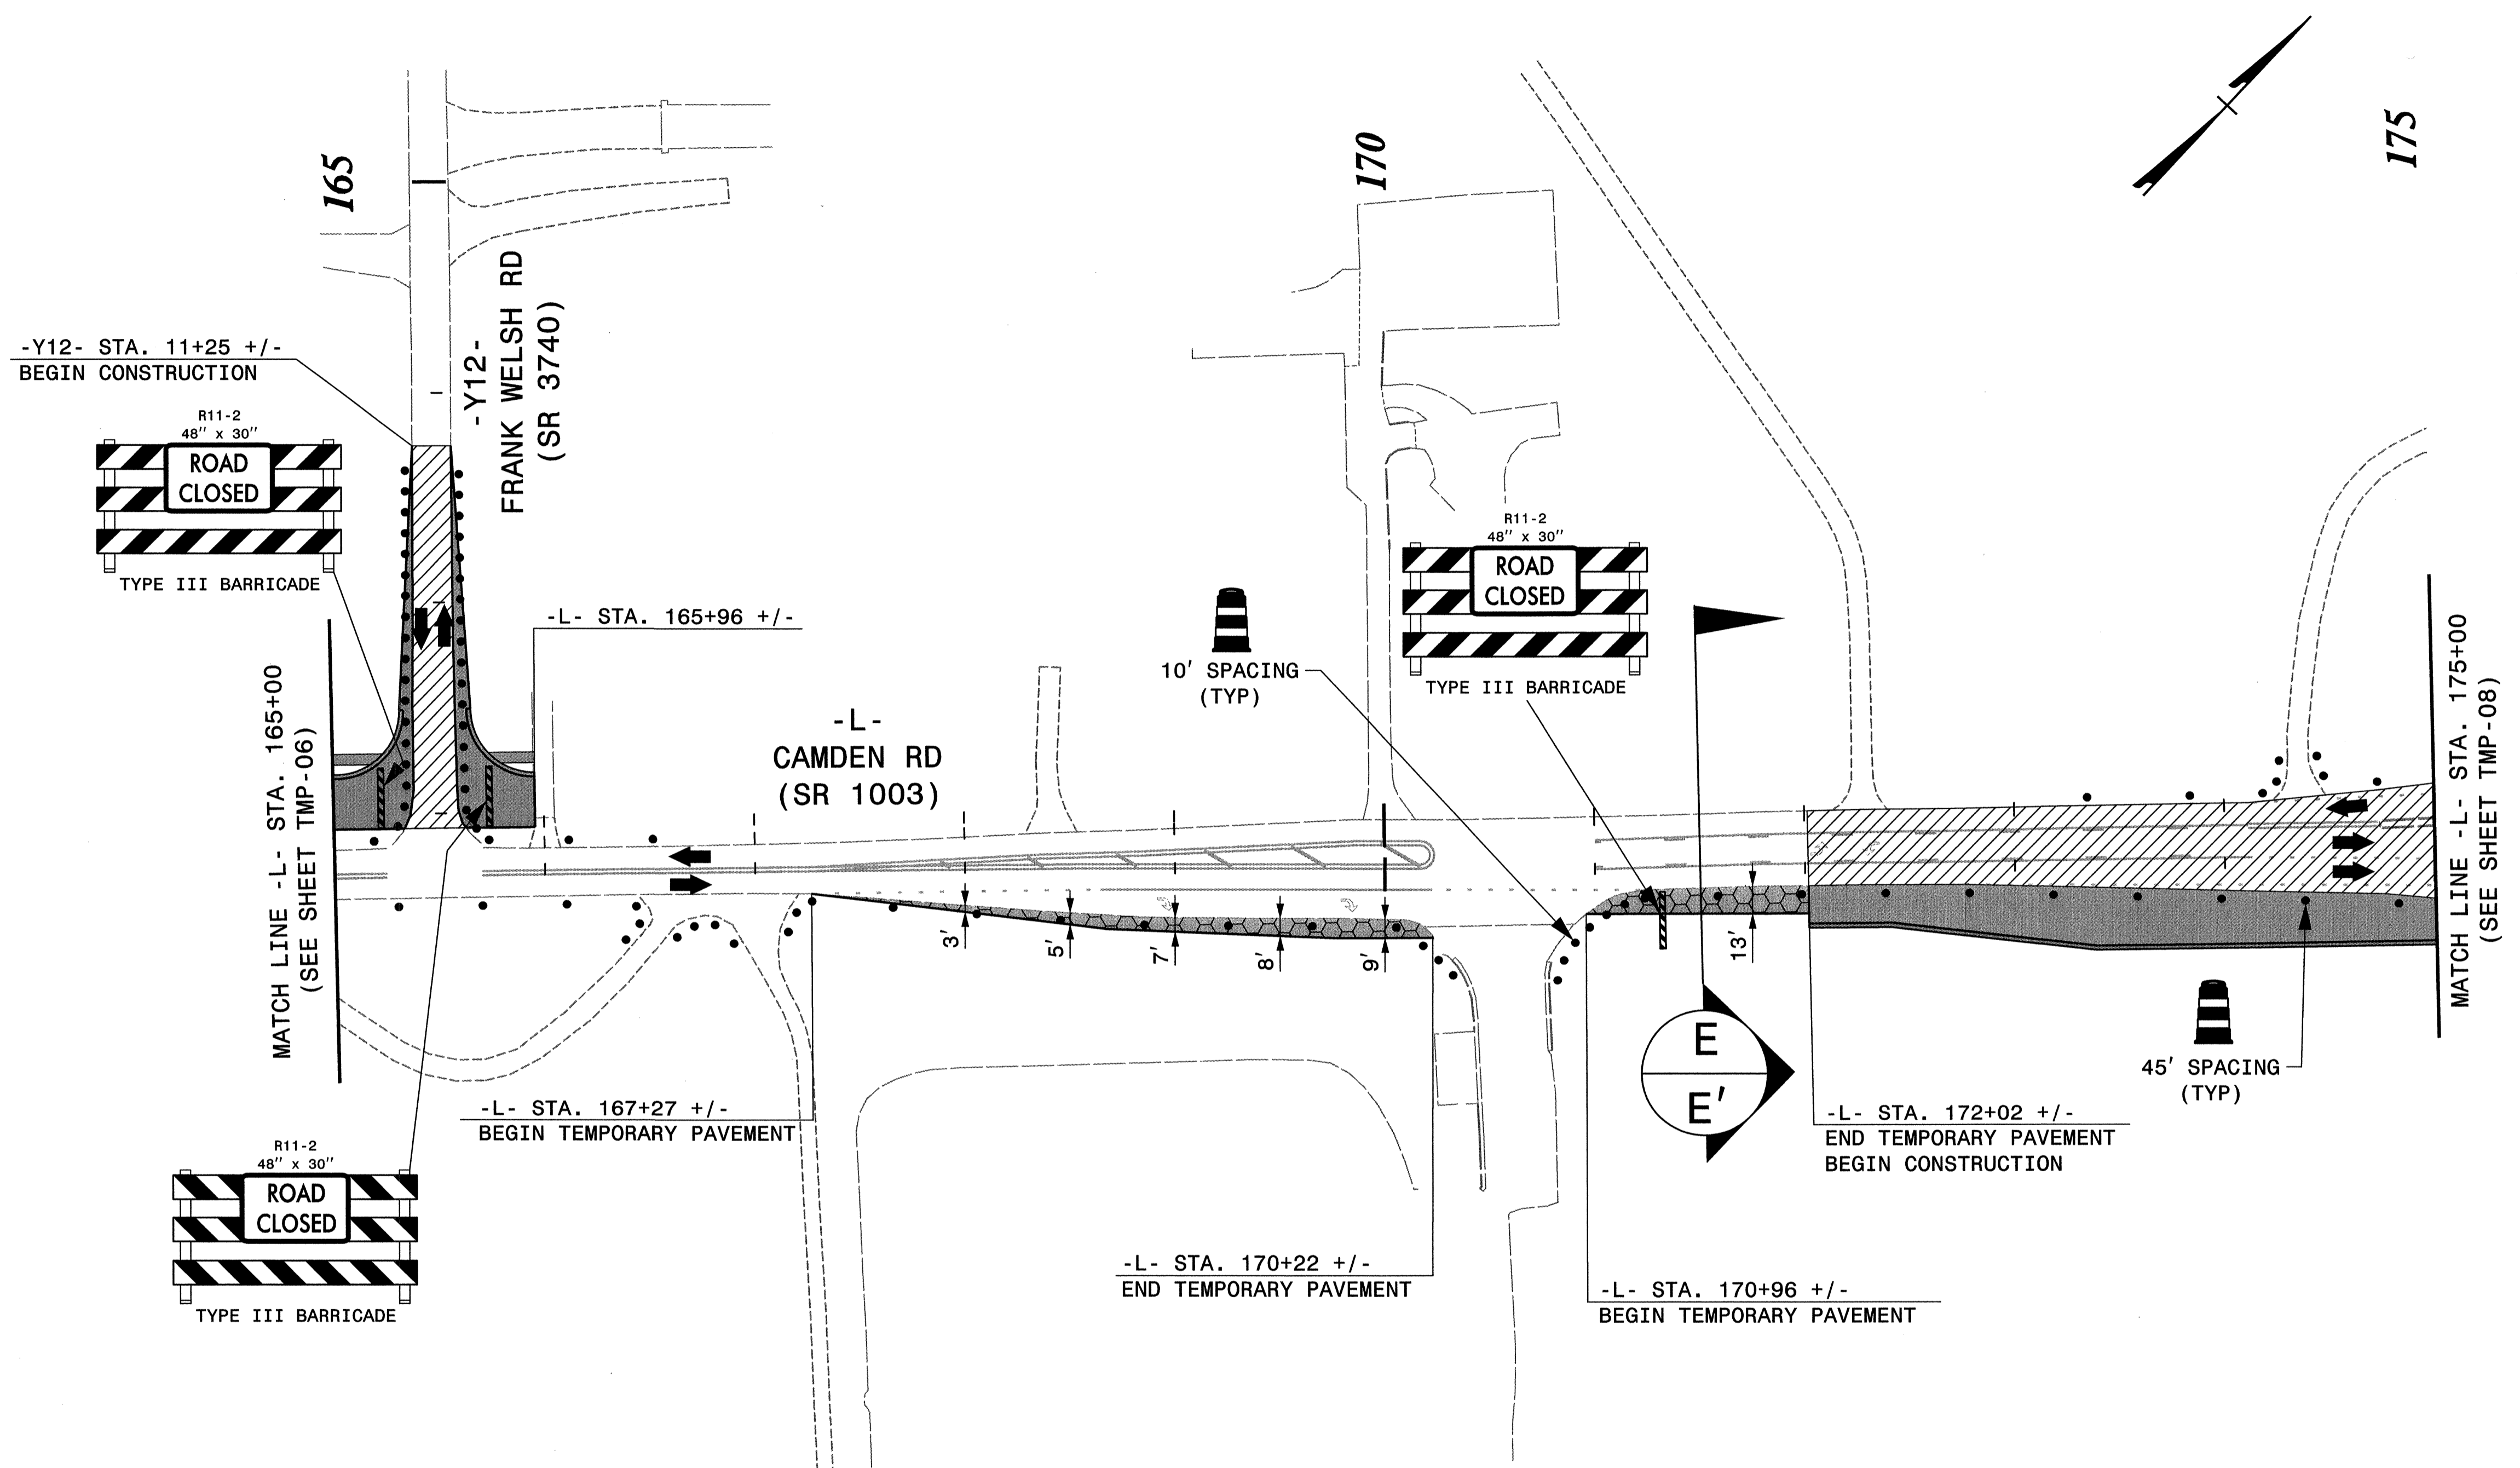 165
170
175
-Y12- STA. 11+25 +/-
BEGIN CONSTRUCTION
-Y12-
FRANK WELSH RD
(SR 3740)
R11-2
48" x 30"
ROAD
CLOSED
TYPE III BARRICADE
-L- STA. 165+96 +/-
R11-2
48" x 30"
ROAD
CLOSED
TYPE III BARRICADE
10' SPACING
(TYP)
MATCH LINE -L- STA. 165+00
(SEE SHEET TMP-06)
-L-
CAMDEN RD
(SR 1003)
MATCH LINE -L- STA. 175+00
(SEE SHEET TMP-08)
3'
5'
7'
8'
9'
13'
E
E'
45' SPACING
(TYP)
-L- STA. 167+27 +/-
BEGIN TEMPORARY PAVEMENT
-L- STA. 172+02 +/-
END TEMPORARY PAVEMENT
BEGIN CONSTRUCTION
R11-2
48" x 30"
ROAD
CLOSED
TYPE III BARRICADE
-L- STA. 170+22 +/-
END TEMPORARY PAVEMENT
-L- STA. 170+96 +/-
BEGIN TEMPORARY PAVEMENT